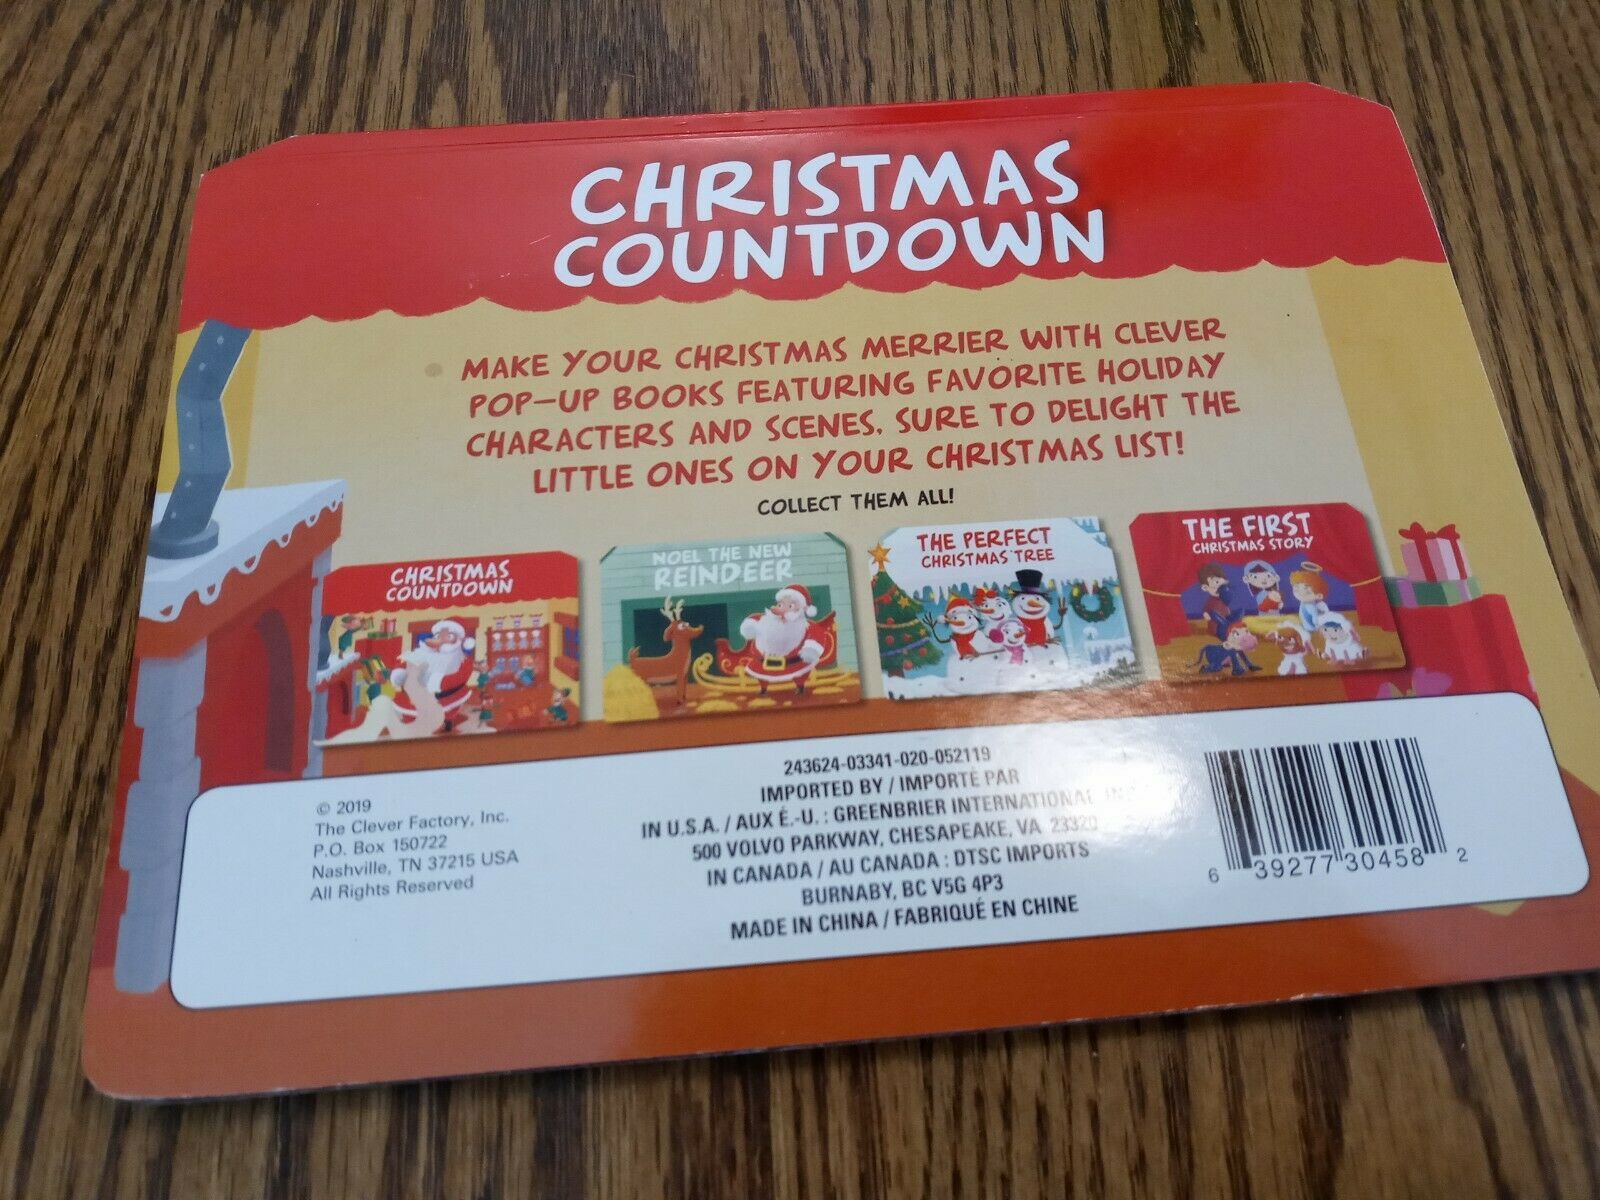 CHRISTMAS
COUNTDOWN
MAKE YOUR CHRISTMAS MERRIER WITH CLEVER
POP-UP BOOKS FEATURING FAVORITE HOLIDAY
CHARACTERS AND SCENES. SURE TO DELIGHT THE
LITTLE ONES ON YOUR CHRISTMAS LIST!
COLLECT THEM ALL!
CHRISTMAS
COUNTDOWN
NOEL THE NEW
REINDEER
THE PERFECT
CHRISTMAS TREE
THE FIRST
CHRISTMAS STORY
© 2019
The Clever Factory, Inc.
P.O. Box 150722
Nashville, TN 37215 USA
All Rights Reserved
243624-03341-020-052119
IMPORTED BY / IMPORTÉ PAR
IN U.S.A. / AUX É.-U. : GREENBRIER INTERNATIONAL, INC.
500 VOLVO PARKWAY, CHESAPEAKE, VA 23320
IN CANADA / AU CANADA : DTSC IMPORTS
BURNABY, BC V5G 4P3
MADE IN CHINA / FABRIQUÉ EN CHINE
6 39277 30458 2